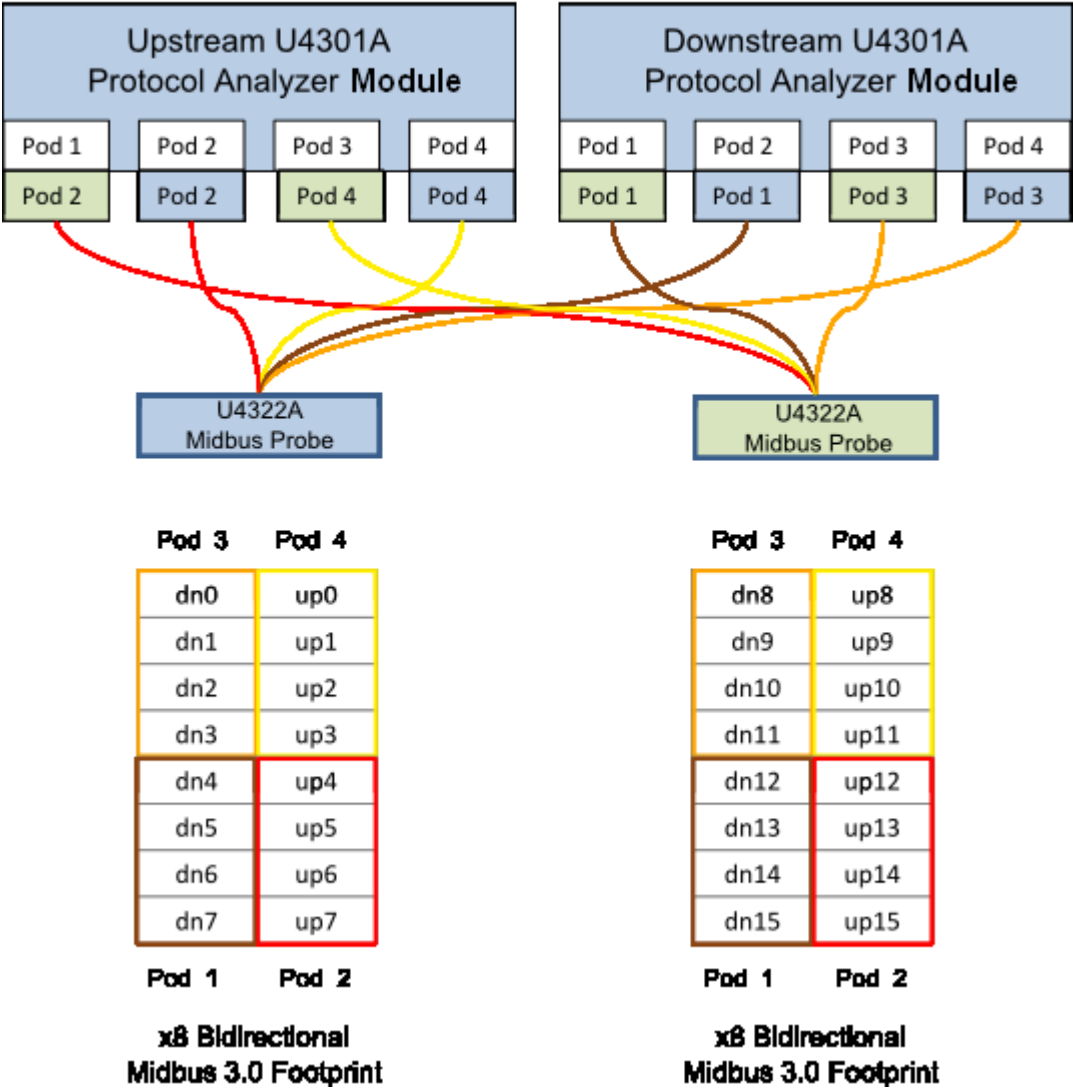 Upstream U4301A
Protocol Analyzer Module
Pod 1 Pod 2 Pod 3 Pod 4
Pod 2 Pod 2 Pod 4 Pod 4
Downstream U4301A
Protocol Analyzer Module
Pod 1 Pod 2 Pod 3 Pod 4
Pod 1 Pod 1 Pod 3 Pod 3
U4322A
Midbus Probe
U4322A
Midbus Probe
Pod 3 Pod 4
dn0 up0
dn1 up1
dn2 up2
dn3 up3
dn4 up4
dn5 up5
dn6 up6
dn7 up7
Pod 1 Pod 2
x8 Bidirectional
Midbus 3.0 Footprint
Pod 3 Pod 4
dn8 up8
dn9 up9
dn10 up10
dn11 up11
dn12 up12
dn13 up13
dn14 up14
dn15 up15
Pod 1 Pod 2
x8 Bidirectional
Midbus 3.0 Footprint